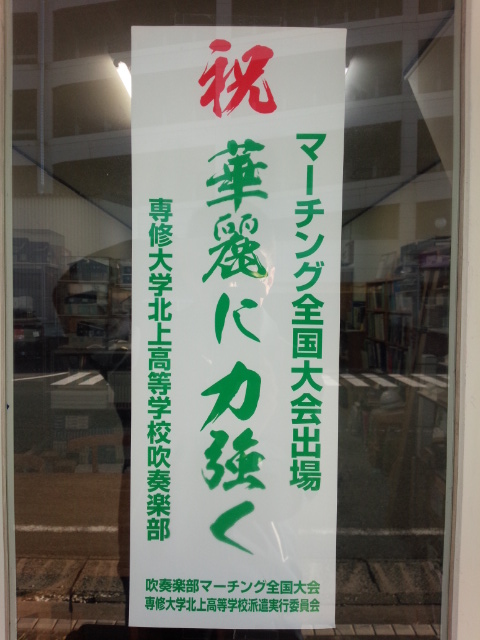 祝
マーチング全国大会出場
華麗に力強く
専修大学北上高等学校吹奏楽部
吹奏楽部マーチング全国大会
専修大学北上高等学校派遣実行委員会